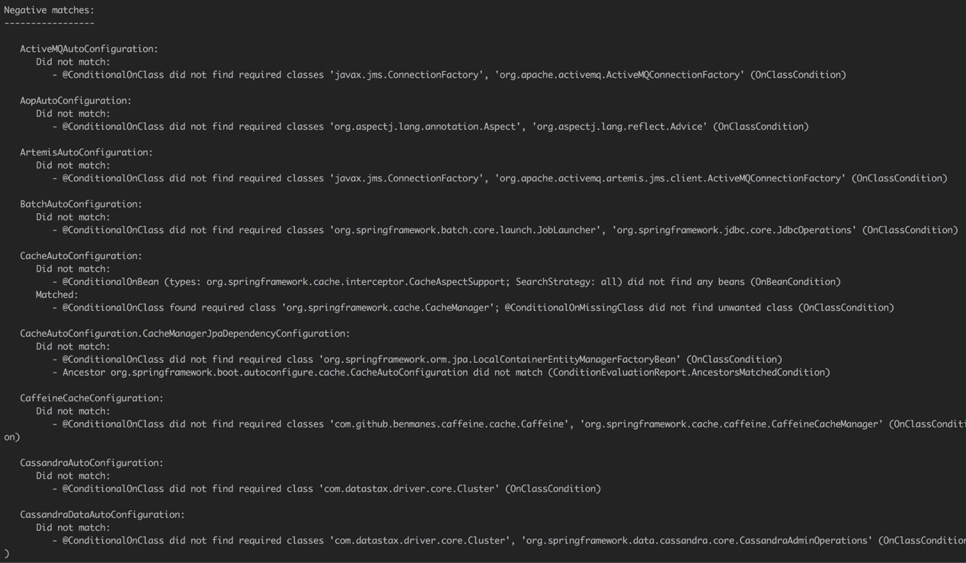 Negative matches:
-----------------
ActiveMQAutoConfiguration:
Did not match:
- @ConditionalOnClass did not find required classes 'javax.jms.ConnectionFactory', 'org.apache.activemq.ActiveMQConnectionFactory' (OnClassCondition)
AopAutoConfiguration:
Did not match:
- @ConditionalOnClass did not find required classes 'org.aspectj.lang.annotation.Aspect', 'org.aspectj.lang.reflect.Advice' (OnClassCondition)
ArtemisAutoConfiguration:
Did not match:
- @ConditionalOnClass did not find required classes 'javax.jms.ConnectionFactory', 'org.apache.activemq.artemis.jms.client.ActiveMQConnectionFactory' (OnClassCondition)
BatchAutoConfiguration:
Did not match:
- @ConditionalOnClass did not find required classes 'org.springframework.batch.core.launch.JobLauncher', 'org.springframework.jdbc.core.JdbcOperations' (OnClassCondition)
CacheAutoConfiguration:
Did not match:
- @ConditionalOnBean (types: org.springframework.cache.interceptor.CacheAspectSupport; SearchStrategy: all) did not find any beans (OnBeanCondition)
Matched:
- @ConditionalOnClass found required class 'org.springframework.cache.CacheManager'; @ConditionalOnMissingClass did not find unwanted class (OnClassCondition)
CacheAutoConfiguration.CacheManagerJpaDependencyConfiguration:
Did not match:
- @ConditionalOnClass did not find required class 'org.springframework.orm.jpa.LocalContainerEntityManagerFactoryBean' (OnClassCondition)
- Ancestor org.springframework.boot.autoconfigure.cache.CacheAutoConfiguration did not match (ConditionEvaluationReport.AncestorsMatchedCondition)
CaffeineCacheConfiguration:
Did not match:
- @ConditionalOnClass did not find required classes 'com.github.benmanes.caffeine.cache.Caffeine', 'org.springframework.cache.caffeine.CaffeineCacheManager' (OnClassConditi
on)
CassandraAutoConfiguration:
Did not match:
- @ConditionalOnClass did not find required class 'com.datastax.driver.core.Cluster' (OnClassCondition)
CassandraDataAutoConfiguration:
Did not match:
- @ConditionalOnClass did not find required classes 'com.datastax.driver.core.Cluster', 'org.springframework.data.cassandra.core.CassandraAdminOperations' (OnClassCondition
)